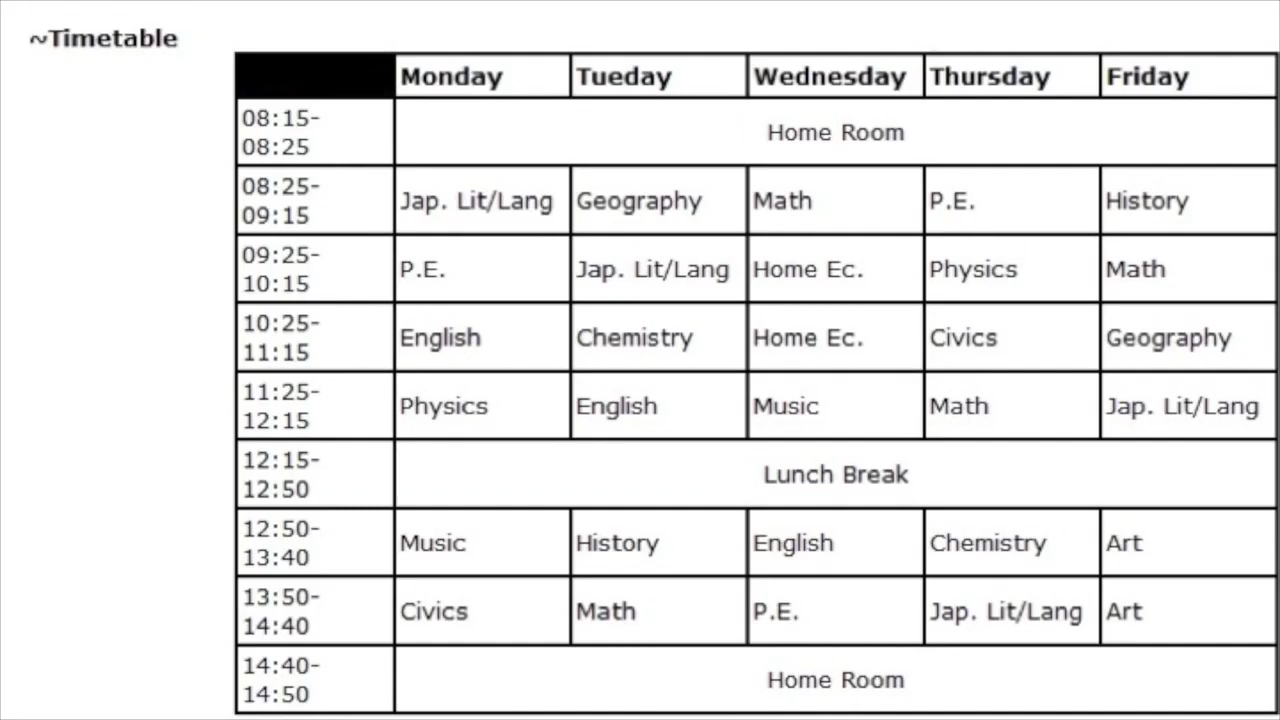 ~Timetable
Monday Tueday Wednesday Thursday Friday
08:15-
08:25
Home Room
08:25-
09:15
Jap. Lit/Lang Geography Math P.E. History
09:25-
10:15
P.E. Jap. Lit/Lang Home Ec. Physics Math
10:25-
11:15
English Chemistry Home Ec. Civics Geography
11:25-
12:15
Physics English Music Math Jap. Lit/Lang
12:15-
12:50
Lunch Break
12:50-
13:40
Music History English Chemistry Art
13:50-
14:40
Civics Math P.E. Jap. Lit/Lang Art
14:40-
14:50
Home Room